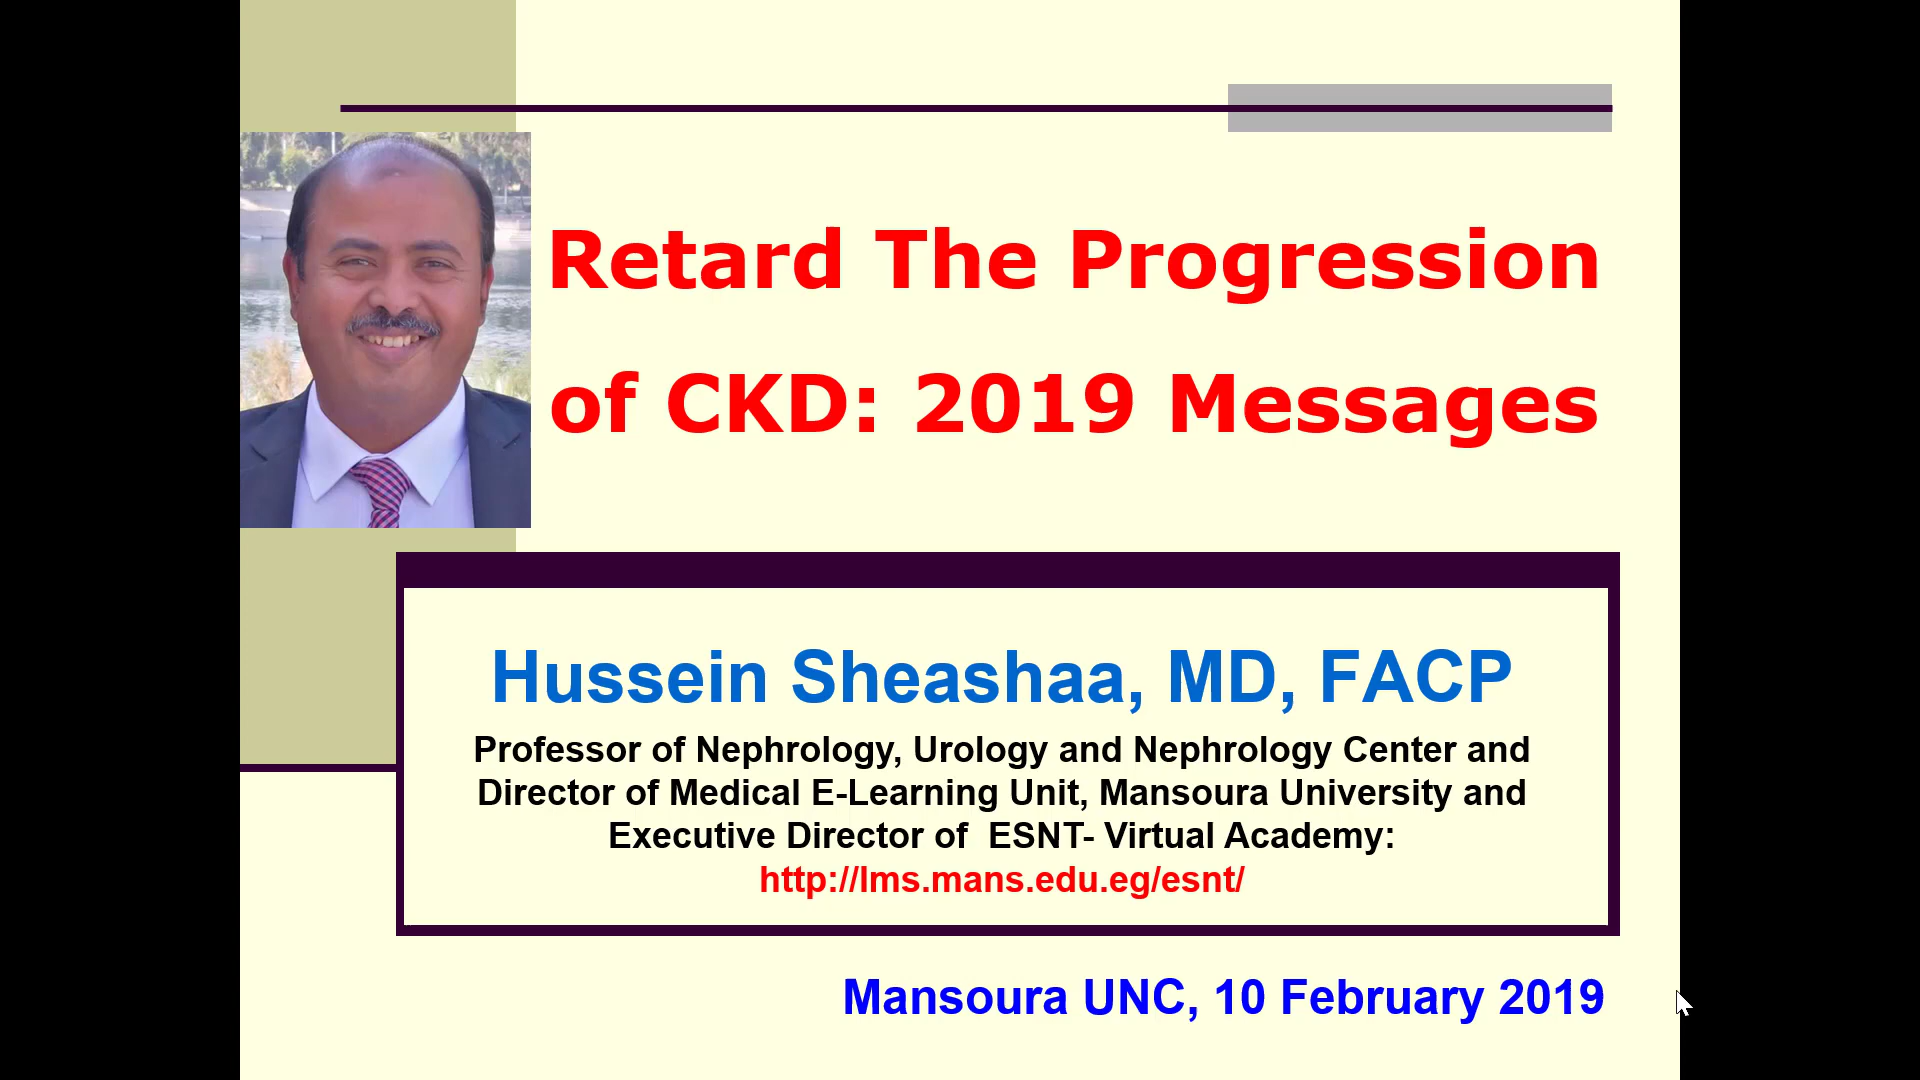 Retard The Progression
of CKD: 2019 Messages
Hussein Sheashaa, MD, FACP
Professor of Nephrology, Urology and Nephrology Center and
Director of Medical E-Learning Unit, Mansoura University and
Executive Director of  ESNT- Virtual Academy:
http://lms.mans.edu.eg/esnt/
Mansoura UNC, 10 February 2019